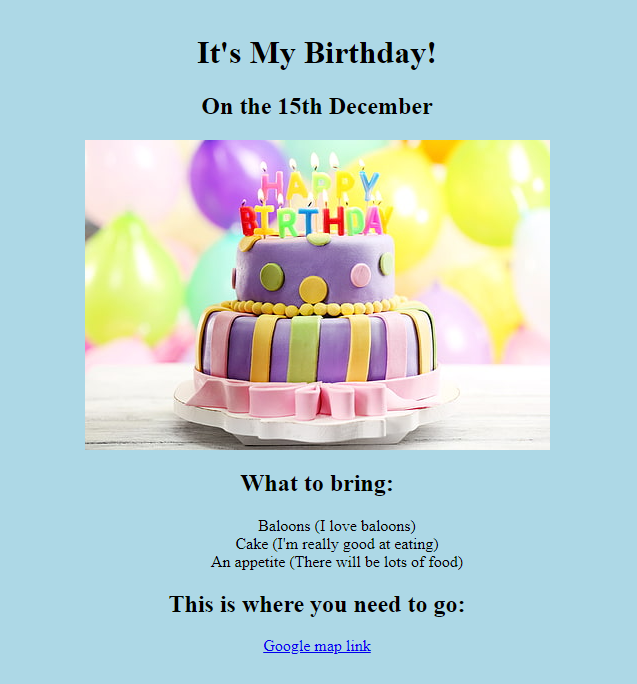 It's My Birthday!
On the 15th December
HAPPY
BIRTHDAY
What to bring:
Baloons (I love baloons)
Cake (I'm really good at eating)
An appetite (There will be lots of food)
This is where you need to go:
Google map link